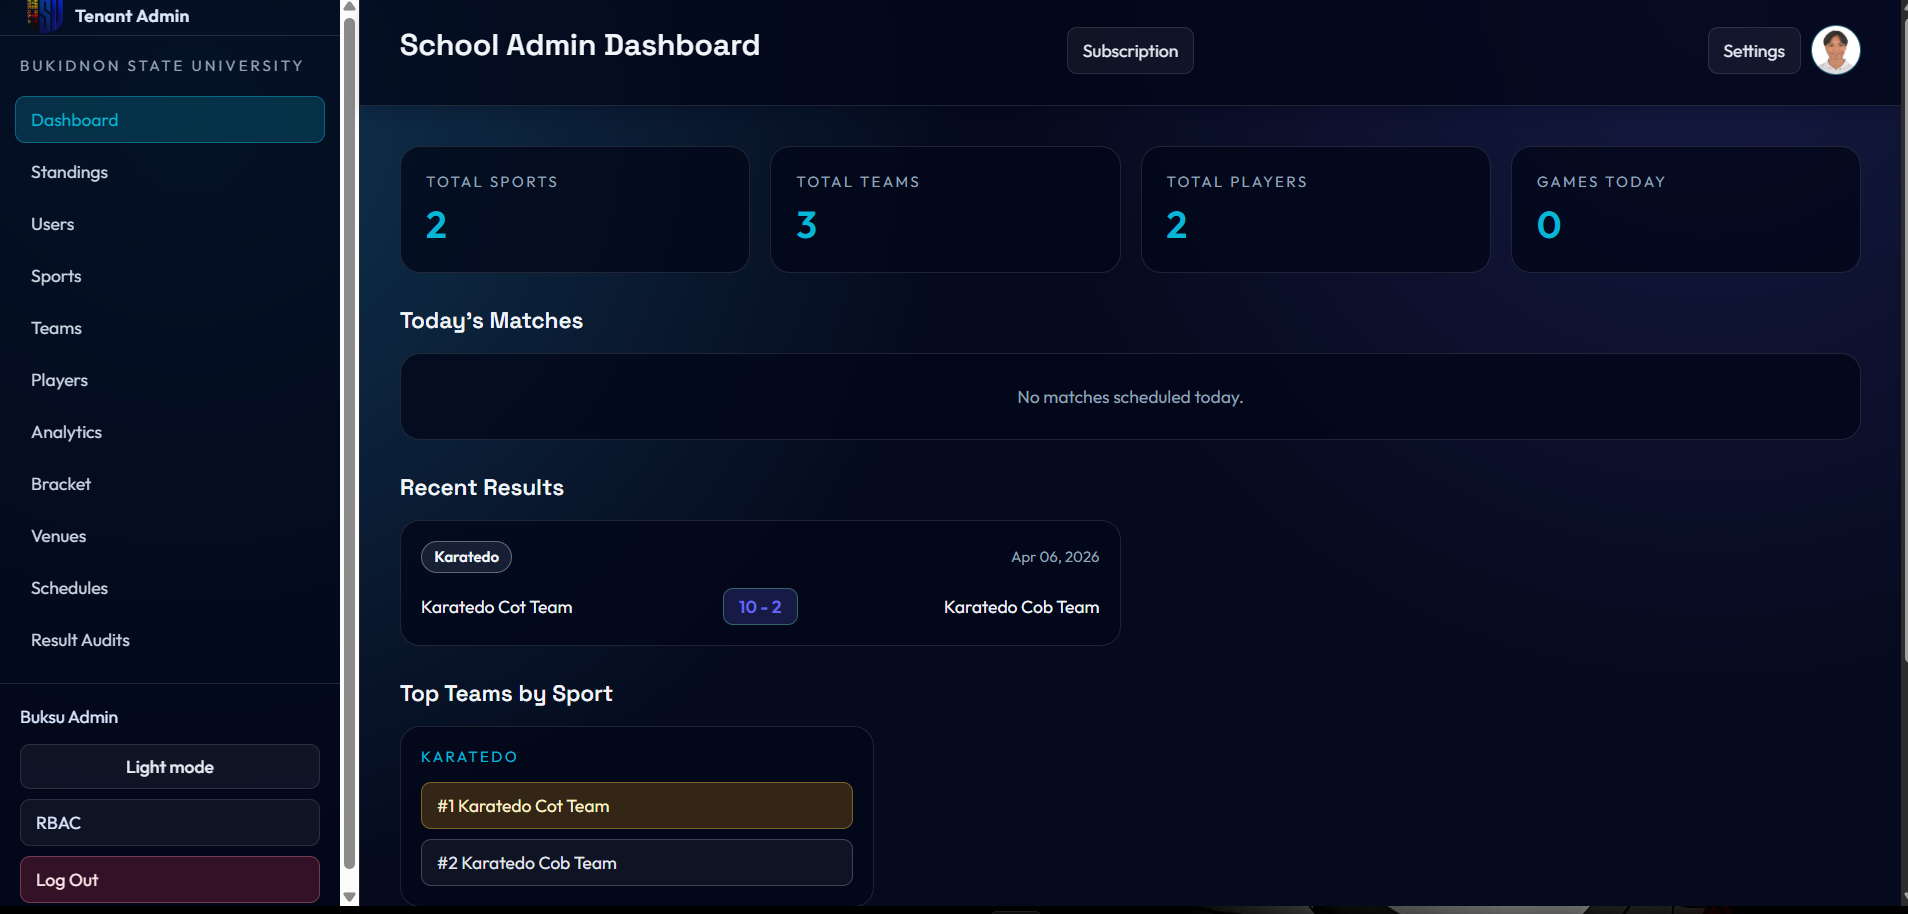 Tenant Admin
BUKIDNON STATE UNIVERSITY
Dashboard
Standings
Users
Sports
Teams
Players
Analytics
Bracket
Venues
Schedules
Result Audits
Buksu Admin
Light mode
RBAC
Log Out
School Admin Dashboard
Subscription
Settings
TOTAL SPORTS
2
TOTAL TEAMS
3
TOTAL PLAYERS
2
GAMES TODAY
0
Today's Matches
No matches scheduled today.
Recent Results
Karatedo
Apr 06, 2026
Karatedo Cot Team
10 - 2
Karatedo Cob Team
Top Teams by Sport
KARATEDO
#1 Karatedo Cot Team
#2 Karatedo Cob Team